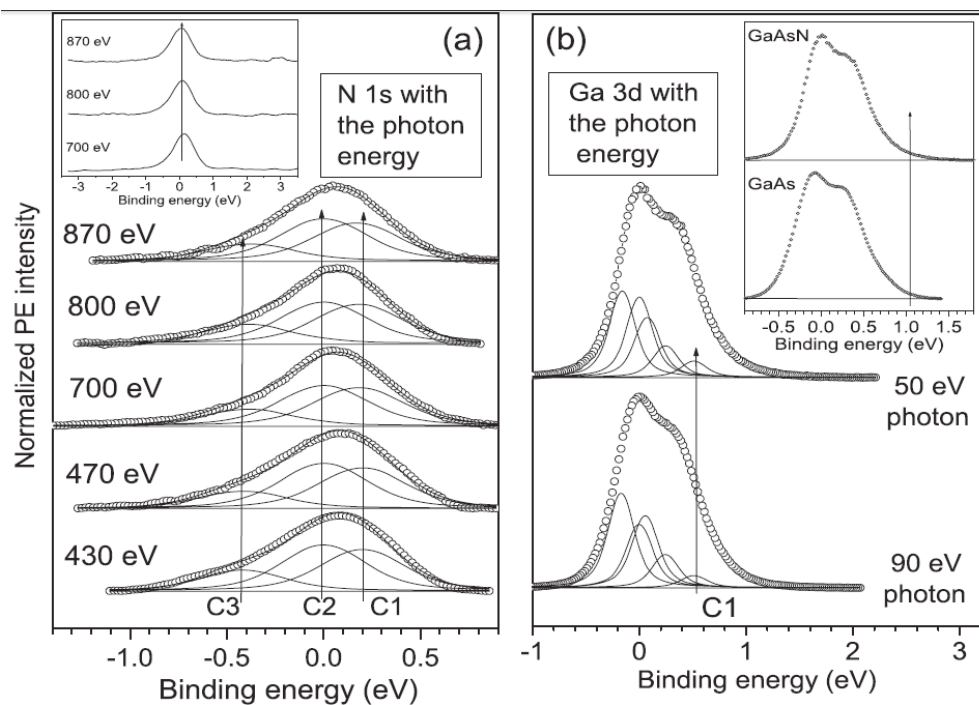 (a)
870 eV
800 eV
700 eV
-3 -2 -1 0 1 2 3
Binding energy (eV)
N 1s with
the photon
energy
Normalized PE intensity
870 eV
800 eV
700 eV
470 eV
430 eV
C3 C2 C1
-1.0 -0.5 0.0 0.5
Binding energy (eV)
(b)
Ga 3d with
the photon
energy
GaAsN
GaAs
-0.5 0.0 0.5 1.0 1.5
Binding energy (eV)
50 eV
photon
90 eV
photon
C1
-1 0 1 2 3
Binding energy (eV)